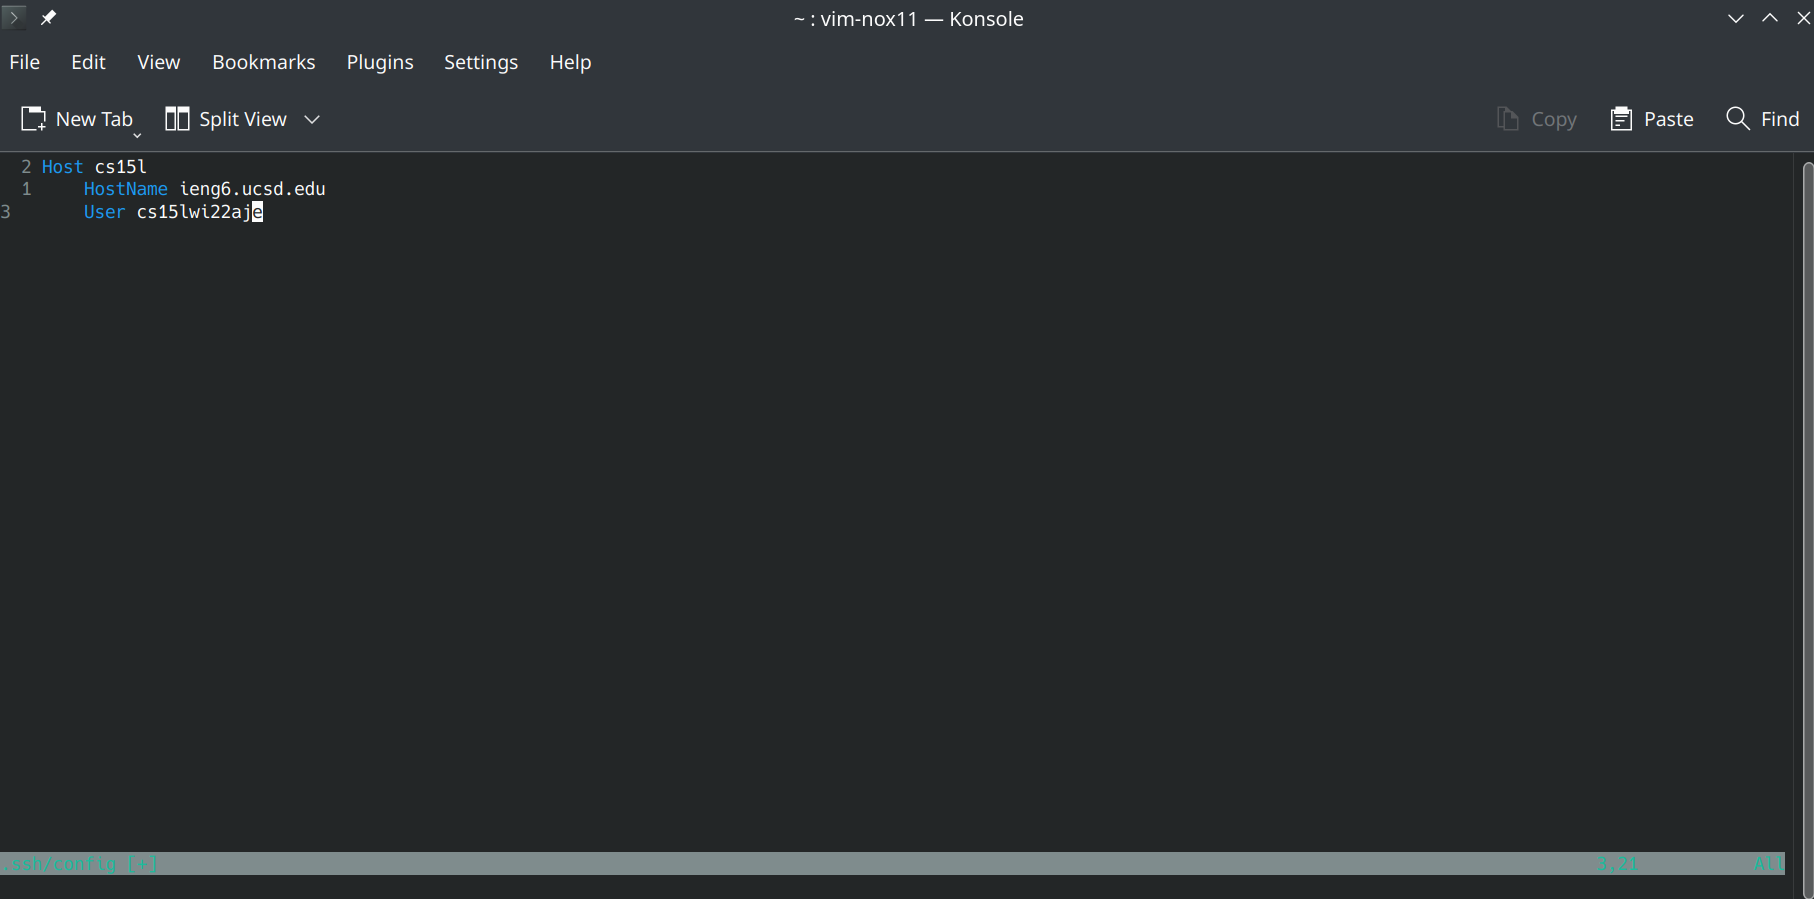 ~ : vim-nox11 — Konsole
File Edit View Bookmarks Plugins Settings Help
New Tab Split View Copy Paste Find
2 Host cs15l
1 HostName ieng6.ucsd.edu
3 User cs15lwi22aje
.ssh/config [+] 3,21 All